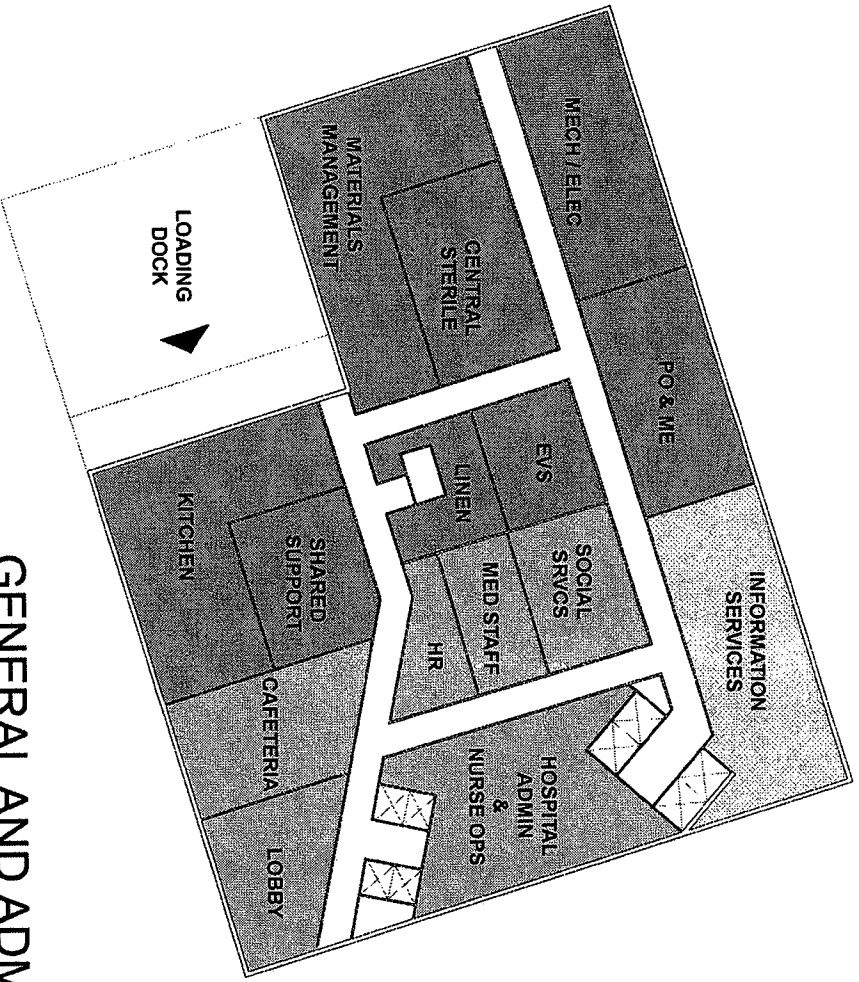 MECH / ELEC
PO & ME
INFORMATION
SERVICES
MATERIALS
MANAGEMENT
CENTRAL
STERILE
EVS
LINEN
SOCIAL
SRVCS
MED STAFF
HR
HOSPITAL
ADMIN
&
NURSE OPS
LOADING
DOCK
KITCHEN
SHARED
SUPPORT
CAFETERIA
LOBBY
GENERAL AND ADM